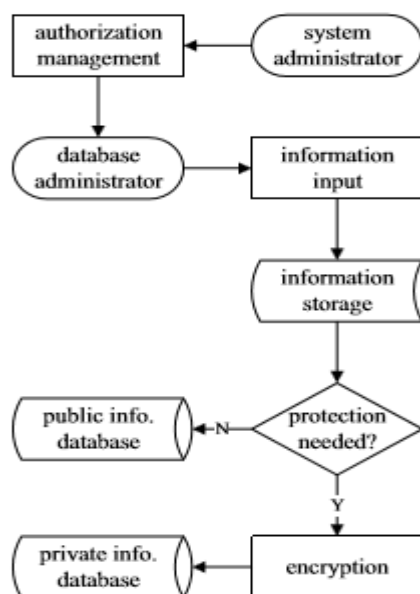 authorization
management
system
administrator
database
administrator
information
input
information
storage
protection
needed?
public info.
database
N
Y
encryption
private info.
database